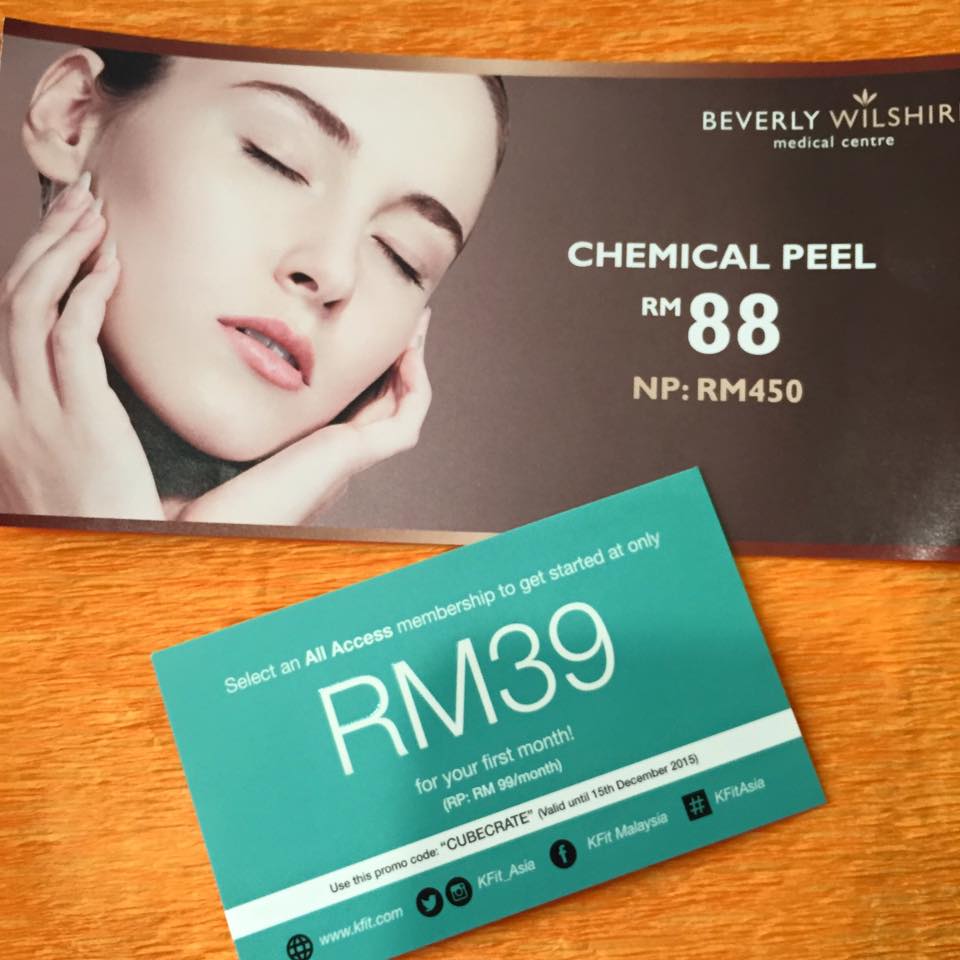 BEVERLY WILSHIR
medical centre
CHEMICAL PEEL
RM 88
NP: RM450
Select an All Access membership to get started at only
RM39
for your first month!
(RP: RM 99/month)
Use this promo code: "CUBECRATE" (Valid until 15th December 2015)
www.kfit.com KFit_Asia f KFit Malaysia # KFitAsia